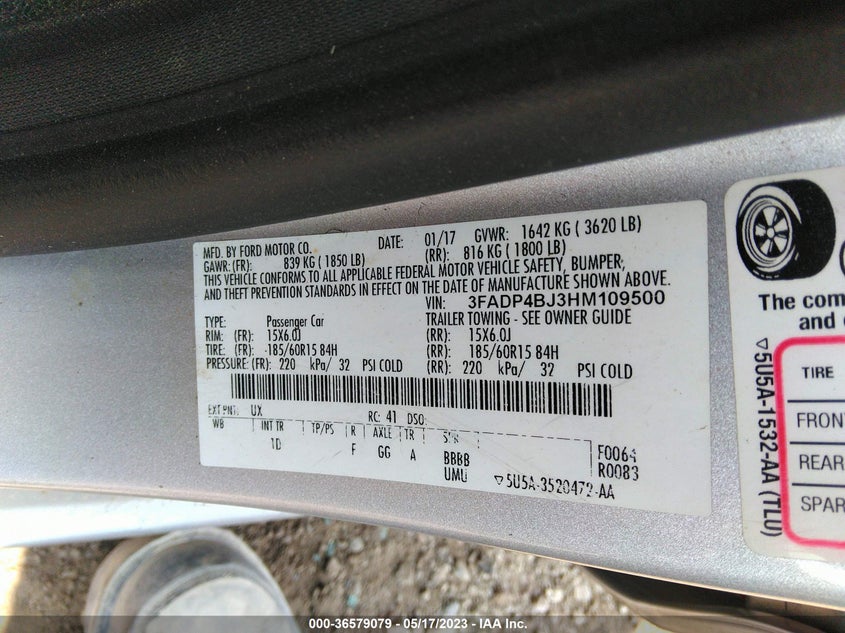 MFD. BY FORD MOTOR CO.
DATE: 01/17 GVWR: 1642 KG ( 3620 LB)
GAWR: (FR): 839 KG ( 1850 LB) (RR): 816 KG ( 1800 LB)
THIS VEHICLE CONFORMS TO ALL APPLICABLE FEDERAL MOTOR VEHICLE SAFETY, BUMPER,
AND THEFT PREVENTION STANDARDS IN EFFECT ON THE DATE OF MANUFACTURE SHOWN ABOVE.
VIN: 3FADP4BJ3HM109500
TYPE: Passenger Car TRAILER TOWING - SEE OWNER GUIDE
RIM: (FR): 15X6.0J (RR): 15X6.0J
TIRE: (FR): 185/60R15 84H (RR): 185/60R15 84H
PRESSURE: (FR): 220 kPa/ 32 PSI COLD (RR): 220 kPa/ 32 PSI COLD
EXT PNT: UX RC: 41 DSO:
WB INT TR TP/PS R AXLE TR SPR
1D F GG A BBBB F0064
UMU R0083
▽5U5A-3520472-AA
The com
and
TIRE
FRON
REAR
SPAR
▽5U5A-1532-AA (TLU)
000-36579079 - 05/17/2023 - IAA Inc.